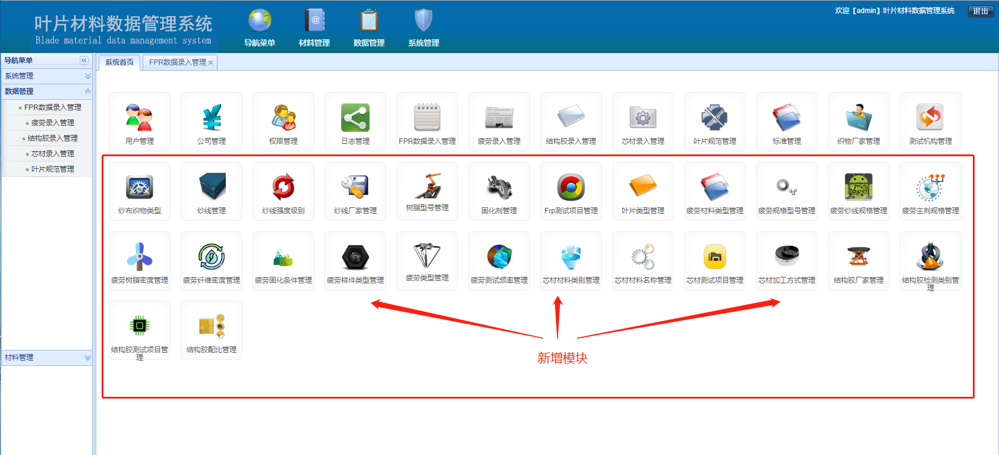 叶片材料数据管理系统
Blade material data management system
导航菜单
材料管理
数据管理
系统管理
欢迎【admin】叶片材料数据管理系统
退出
导航菜单
系统管理
数据管理
FPR数据录入管理
疲劳录入管理
结构胶录入管理
芯材录入管理
叶片规范管理
材料管理
系统首页
FPR数据录入管理
用户管理
公司管理
权限管理
日志管理
FPR数据录入管理
疲劳录入管理
结构胶录入管理
芯材录入管理
叶片规范管理
标准管理
织物厂家管理
测试机构管理
纱布织物类型
纱线管理
纱线强度级别
纱线厂家管理
树脂型号管理
固化剂管理
Frp测试项目管理
叶片类型管理
疲劳材料类型管理
疲劳规格型号管理
疲劳纱线规格管理
疲劳主剂规格管理
疲劳树脂密度管理
疲劳纤维密度管理
疲劳固化条件管理
疲劳样件类型管理
疲劳类型管理
疲劳测试频率管理
芯材材料类别管理
芯材材料名称管理
芯材测试项目管理
芯材加工方式管理
结构胶厂家管理
结构胶检测类别管
理
结构胶测试项目管
理
结构胶配比管理
新增模块